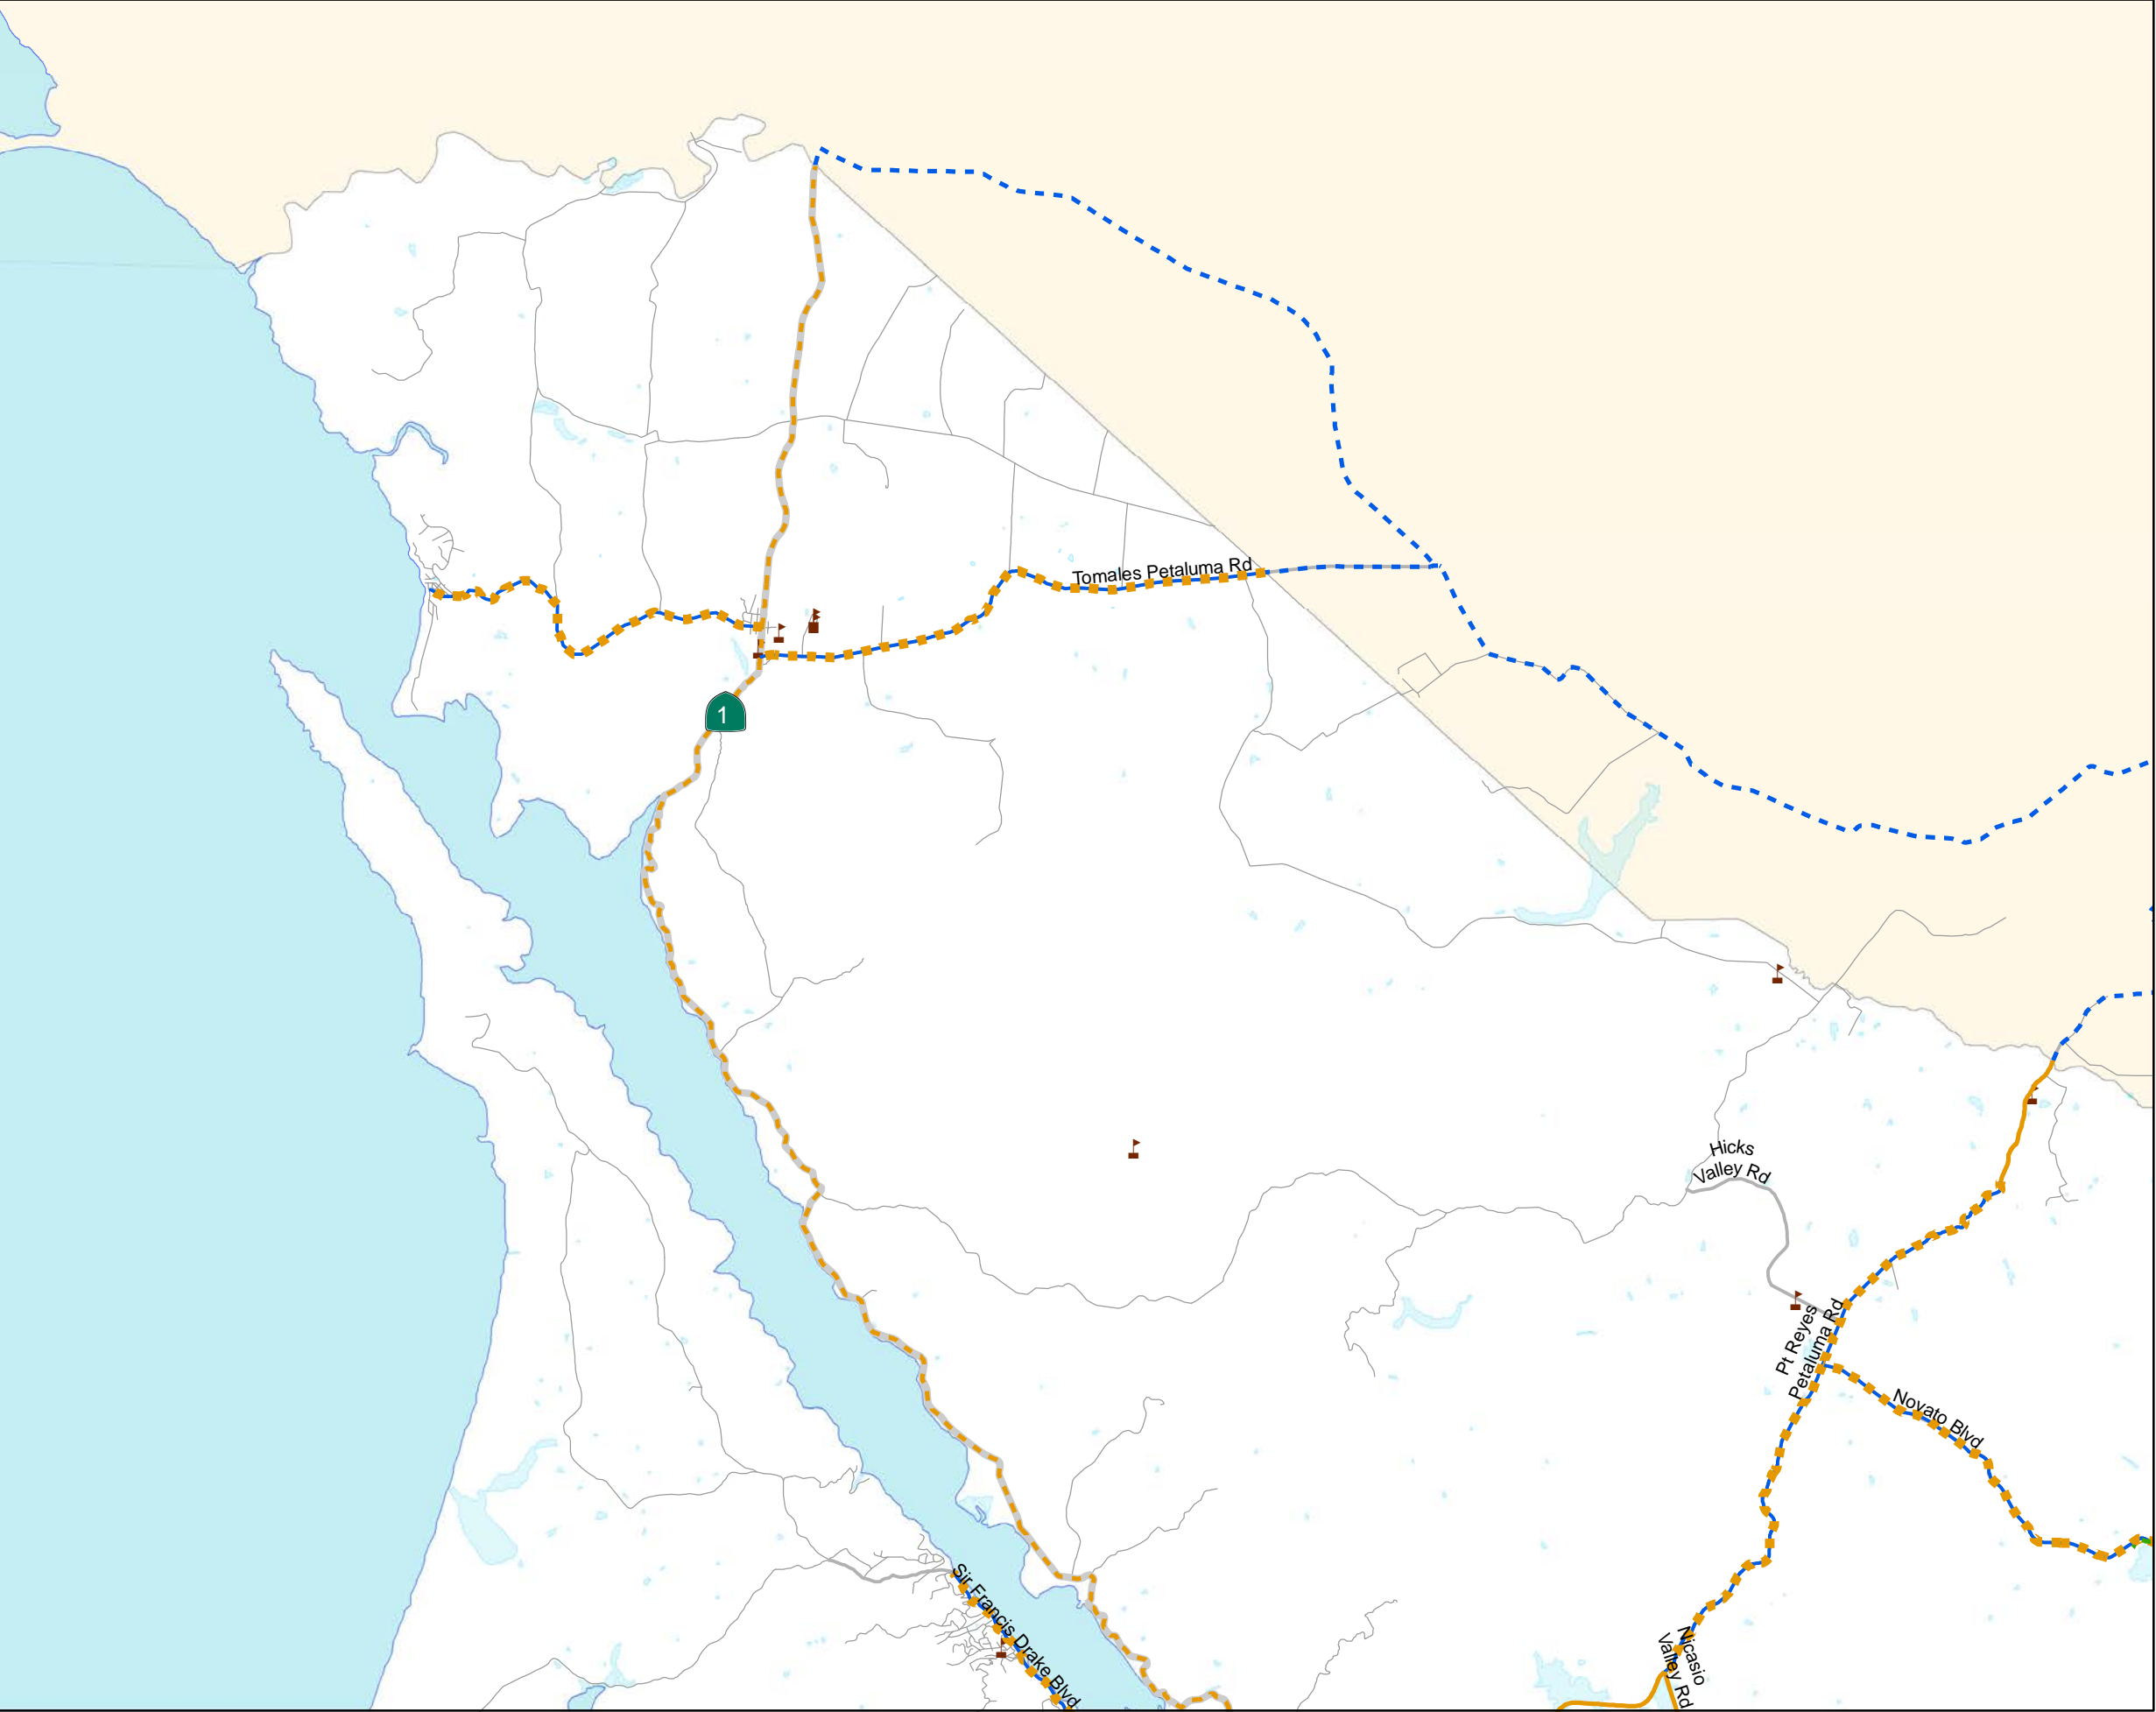 Tomales Petaluma Rd
1
Hicks
Valley Rd
Pt Reyes
Petaluma Rd
Novato Blvd
Sir Francis Drake Blvd
Nicasio
Valley Rd